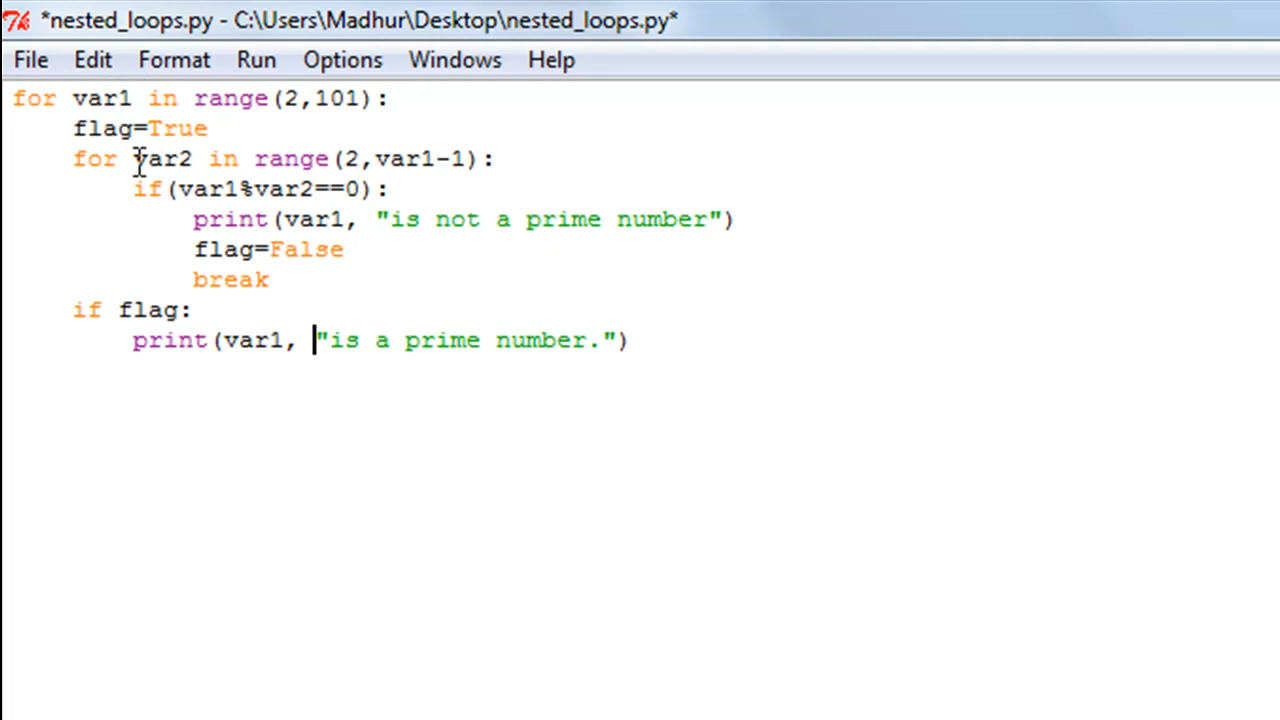 *nested_loops.py - C:\Users\Madhur\Desktop\nested_loops.py*
File Edit Format Run Options Windows Help
for var1 in range(2,101):
    flag=True
    for var2 in range(2,var1-1):
        if(var1%var2==0):
            print(var1, "is not a prime number")
            flag=False
            break
    if flag:
        print(var1, "is a prime number.")